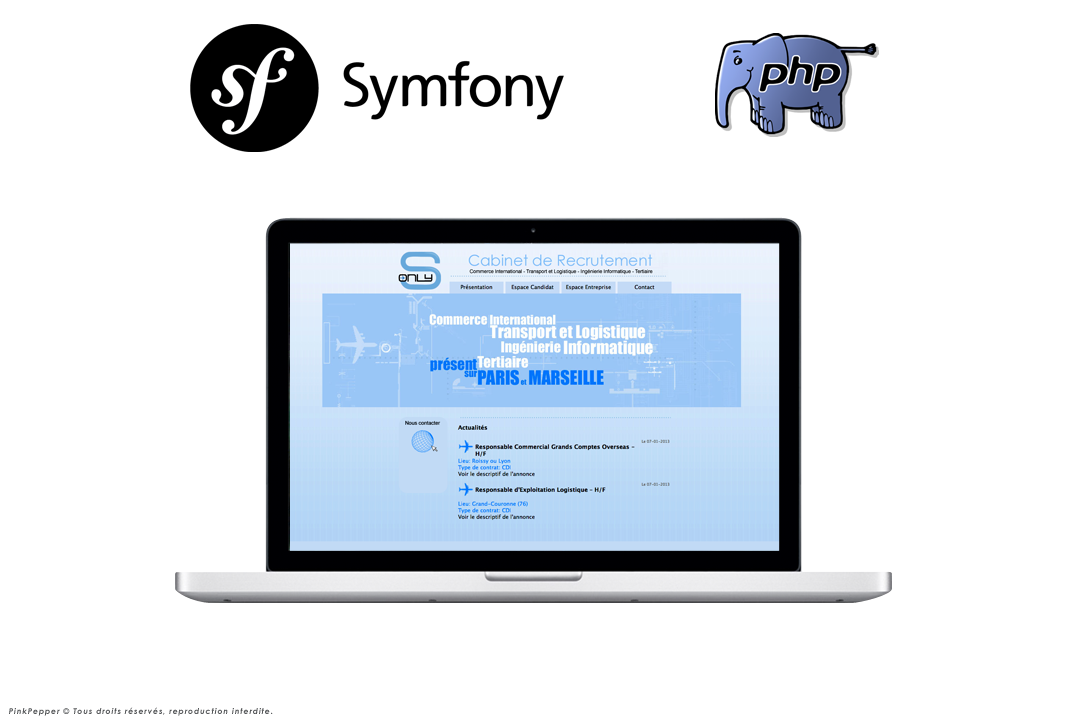 sf Symfony
php
S
ONLY
Cabinet de Recrutement
Commerce International - Transport et Logistique - Ingénierie Informatique - Tertiaire
Présentation Espace Candidat Espace Entreprise Contact
Commerce International
Transport et Logistique
Ingénierie Informatique
présent Tertiaire
sur PARIS et MARSEILLE
Nous contacter
Actualités
Responsable Commercial Grands Comptes Overseas –
H/F
Le 07-01-2013
Lieu: Roissy ou Lyon
Type de contrat: CDI
Voir le descriptif de l'annonce
Responsable d'Exploitation Logistique – H/F
Le 07-01-2013
Lieu: Grand-Couronne (76)
Type de contrat: CDI
Voir le descriptif de l'annonce
PinkPepper © Tous droits réservés, reproduction interdite.